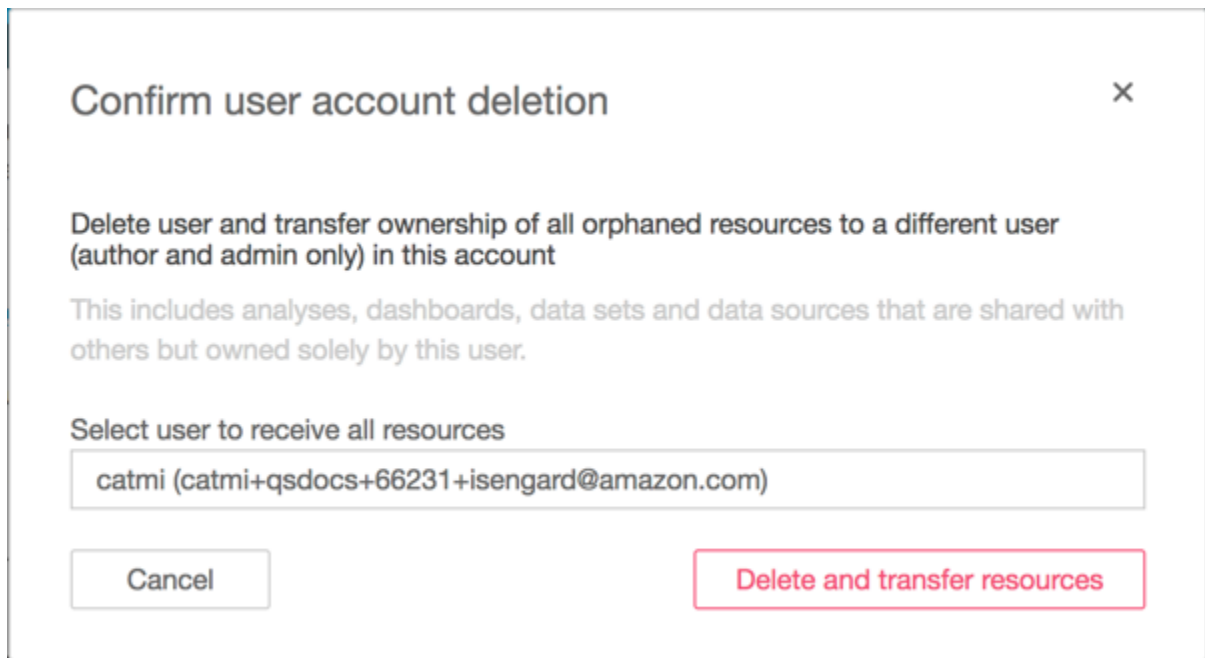 Confirm user account deletion
Delete user and transfer ownership of all orphaned resources to a different user
(author and admin only) in this account
This includes analyses, dashboards, data sets and data sources that are shared with
others but owned solely by this user.
Select user to receive all resources
catmi (catmi+qsdocs+66231+isengard@amazon.com)
Cancel
Delete and transfer resources